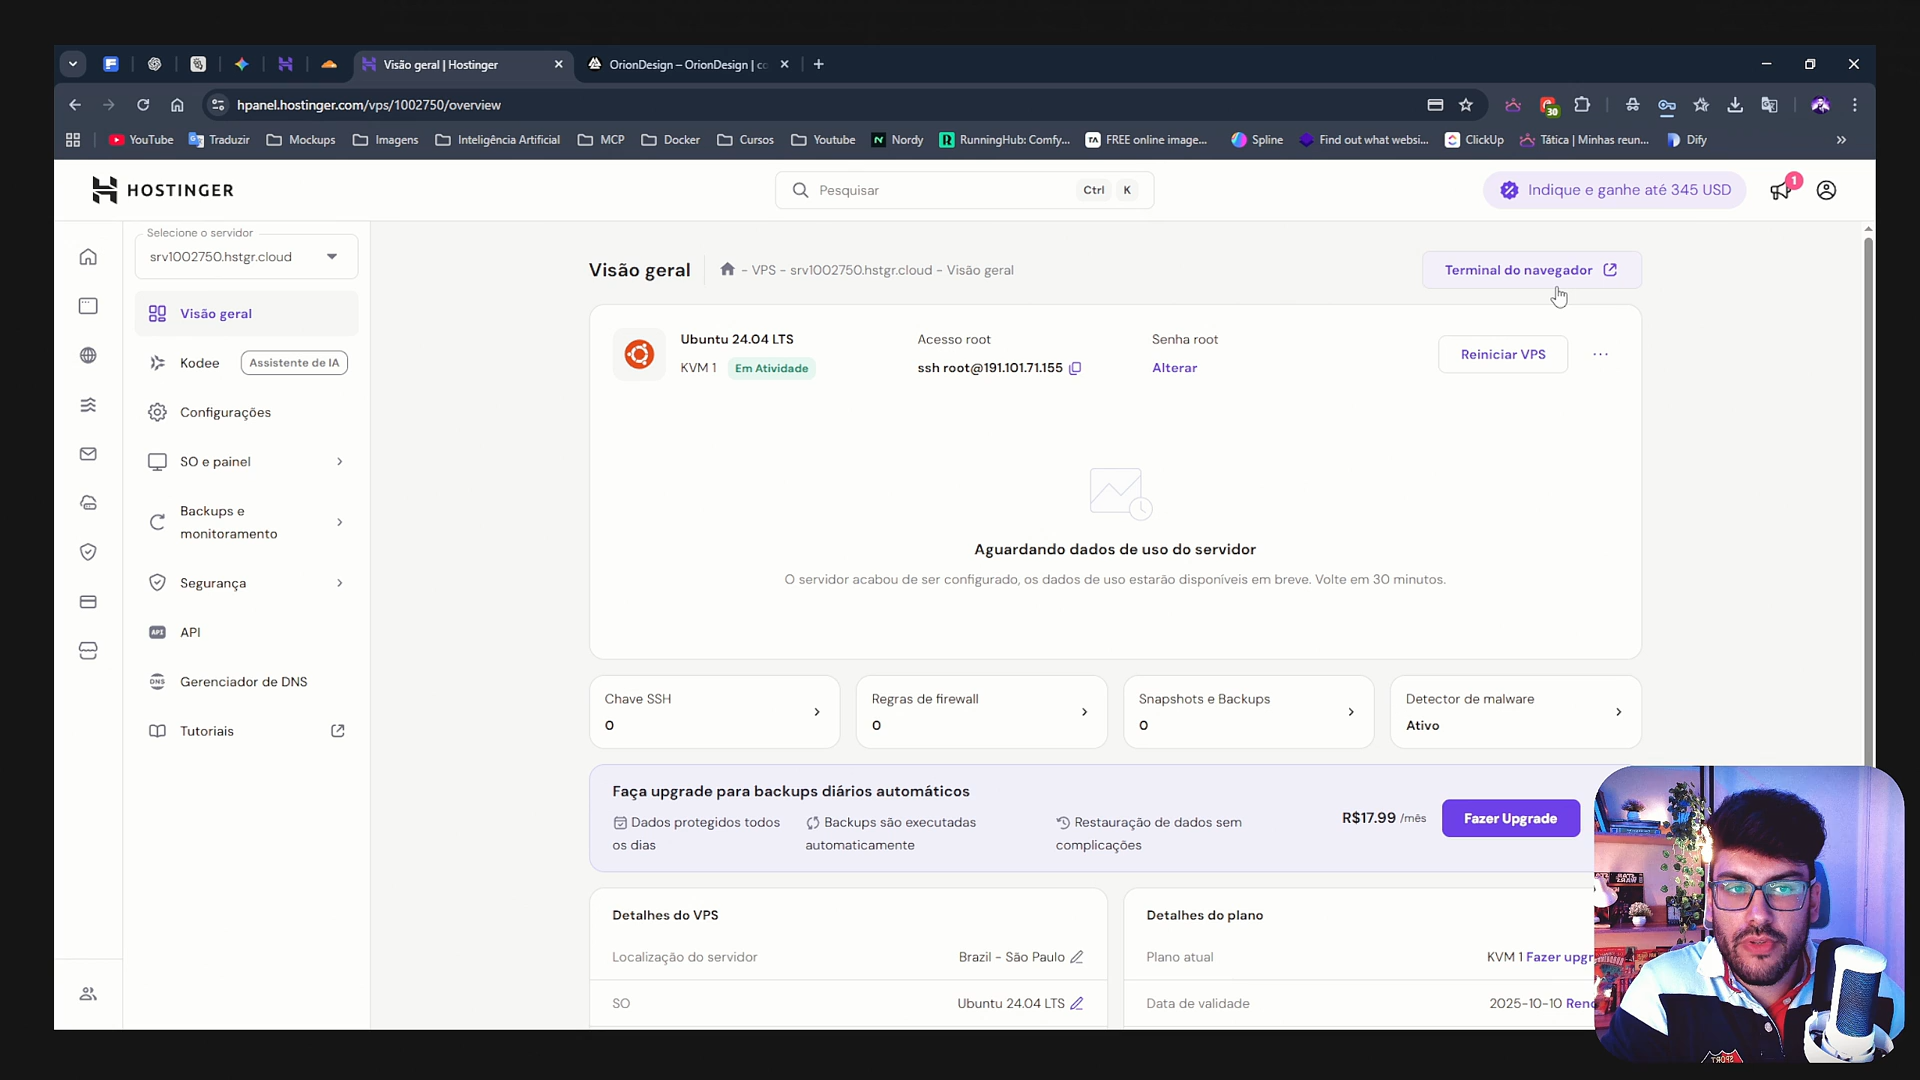 Visão geral | Hostinger
OrionDesign – OrionDesign | co
hpanel.hostinger.com/vps/1002750/overview
30
YouTube
Traduzir
Mockups
Imagens
Inteligência Artificial
MCP
Docker
Cursos
Youtube
Nordy
RunningHub: Comfy...
FREE online image...
Spline
Find out what websi...
ClickUp
Tática | Minhas reun...
Dify
HOSTINGER
Pesquisar
Ctrl
K
Indique e ganhe até 345 USD
1
Selecione o servidor
srv1002750.hstgr.cloud
Visão geral
Kodee
Assistente de IA
Configurações
SO e painel
Backups e
monitoramento
Segurança
API
API
DNS
Gerenciador de DNS
Tutoriais
Visão geral
- VPS - srv1002750.hstgr.cloud - Visão geral
Terminal do navegador
Ubuntu 24.04 LTS
KVM 1
Em Atividade
Acesso root
ssh root@191.101.71.155
Senha root
Alterar
Reiniciar VPS
Aguardando dados de uso do servidor
O servidor acabou de ser configurado, os dados de uso estarão disponíveis em breve. Volte em 30 minutos.
Chave SSH
0
Regras de firewall
0
Snapshots e Backups
0
Detector de malware
Ativo
Faça upgrade para backups diários automáticos
Dados protegidos todos
os dias
Backups são executadas
automaticamente
Restauração de dados sem
complicações
R$17.99 /mês
Fazer Upgrade
Detalhes do VPS
Localização do servidor
Brazil - São Paulo
SO
Ubuntu 24.04 LTS
Detalhes do plano
Plano atual
KVM 1 Fazer upgr
Data de validade
2025-10-10 Reno